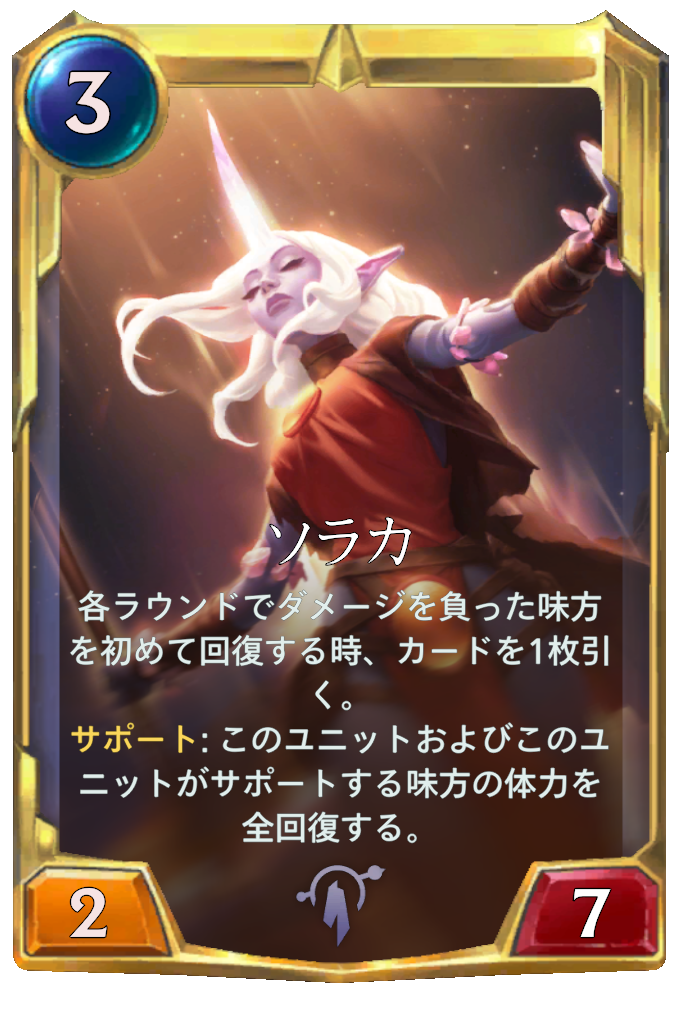 3
ソラカ
各ラウンドでダメージを負った味方
を初めて回復する時、カードを1枚引
く。
サポート: このユニットおよびこのユ
ニットがサポートする味方の体力を
全回復する。
2
7